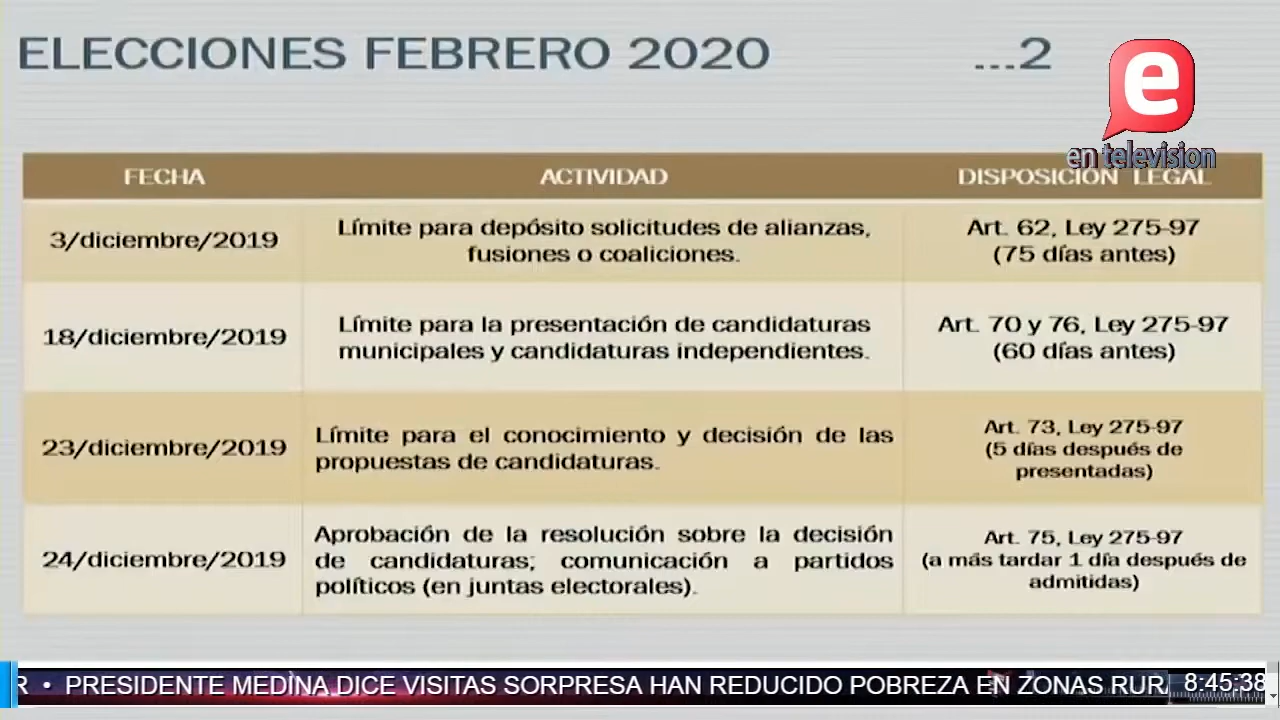 ELECCIONES FEBRERO 2020 ...2
e
en television
FECHA ACTIVIDAD DISPOSICIÓN LEGAL
3/diciembre/2019
Límite para depósito solicitudes de alianzas,
fusiones o coaliciones.
Art. 62, Ley 275-97
(75 días antes)
18/diciembre/2019
Límite para la presentación de candidaturas
municipales y candidaturas independientes.
Art. 70 y 76, Ley 275-97
(60 días antes)
23/diciembre/2019
Límite para el conocimiento y decisión de las
propuestas de candidaturas.
Art. 73, Ley 275-97
(5 días después de
presentadas)
24/diciembre/2019
Aprobación de la resolución sobre la decisión
de candidaturas; comunicación a partidos
políticos (en juntas electorales).
Art. 75, Ley 275-97
(a más tardar 1 día después de
admitidas)
R • PRESIDENTE MEDINA DICE VISITAS SORPRESA HAN REDUCIDO POBREZA EN ZONAS RURA 8:45:38